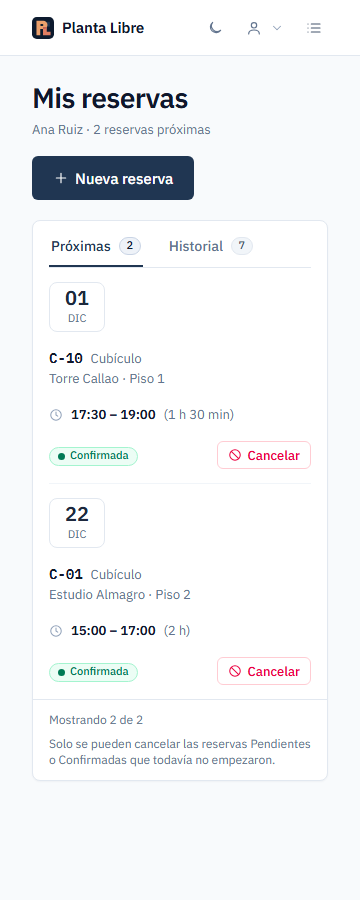 PL Planta Libre
Mis reservas
Ana Ruiz · 2 reservas próximas
Nueva reserva
Próximas 2 Historial 7
01
DIC
C-10 Cubículo
Torre Callao · Piso 1
17:30 – 19:00 (1 h 30 min)
Confirmada Cancelar
22
DIC
C-01 Cubículo
Estudio Almagro · Piso 2
15:00 – 17:00 (2 h)
Confirmada Cancelar
Mostrando 2 de 2
Solo se pueden cancelar las reservas Pendientes
o Confirmadas que todavía no empezaron.